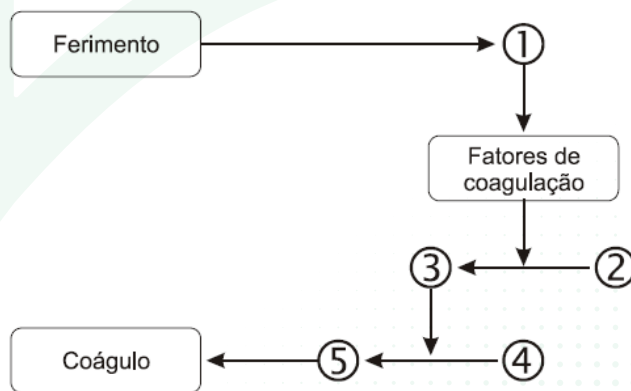 Ferimento
①
Fatores de
coagulação
③
②
Coágulo
⑤
④